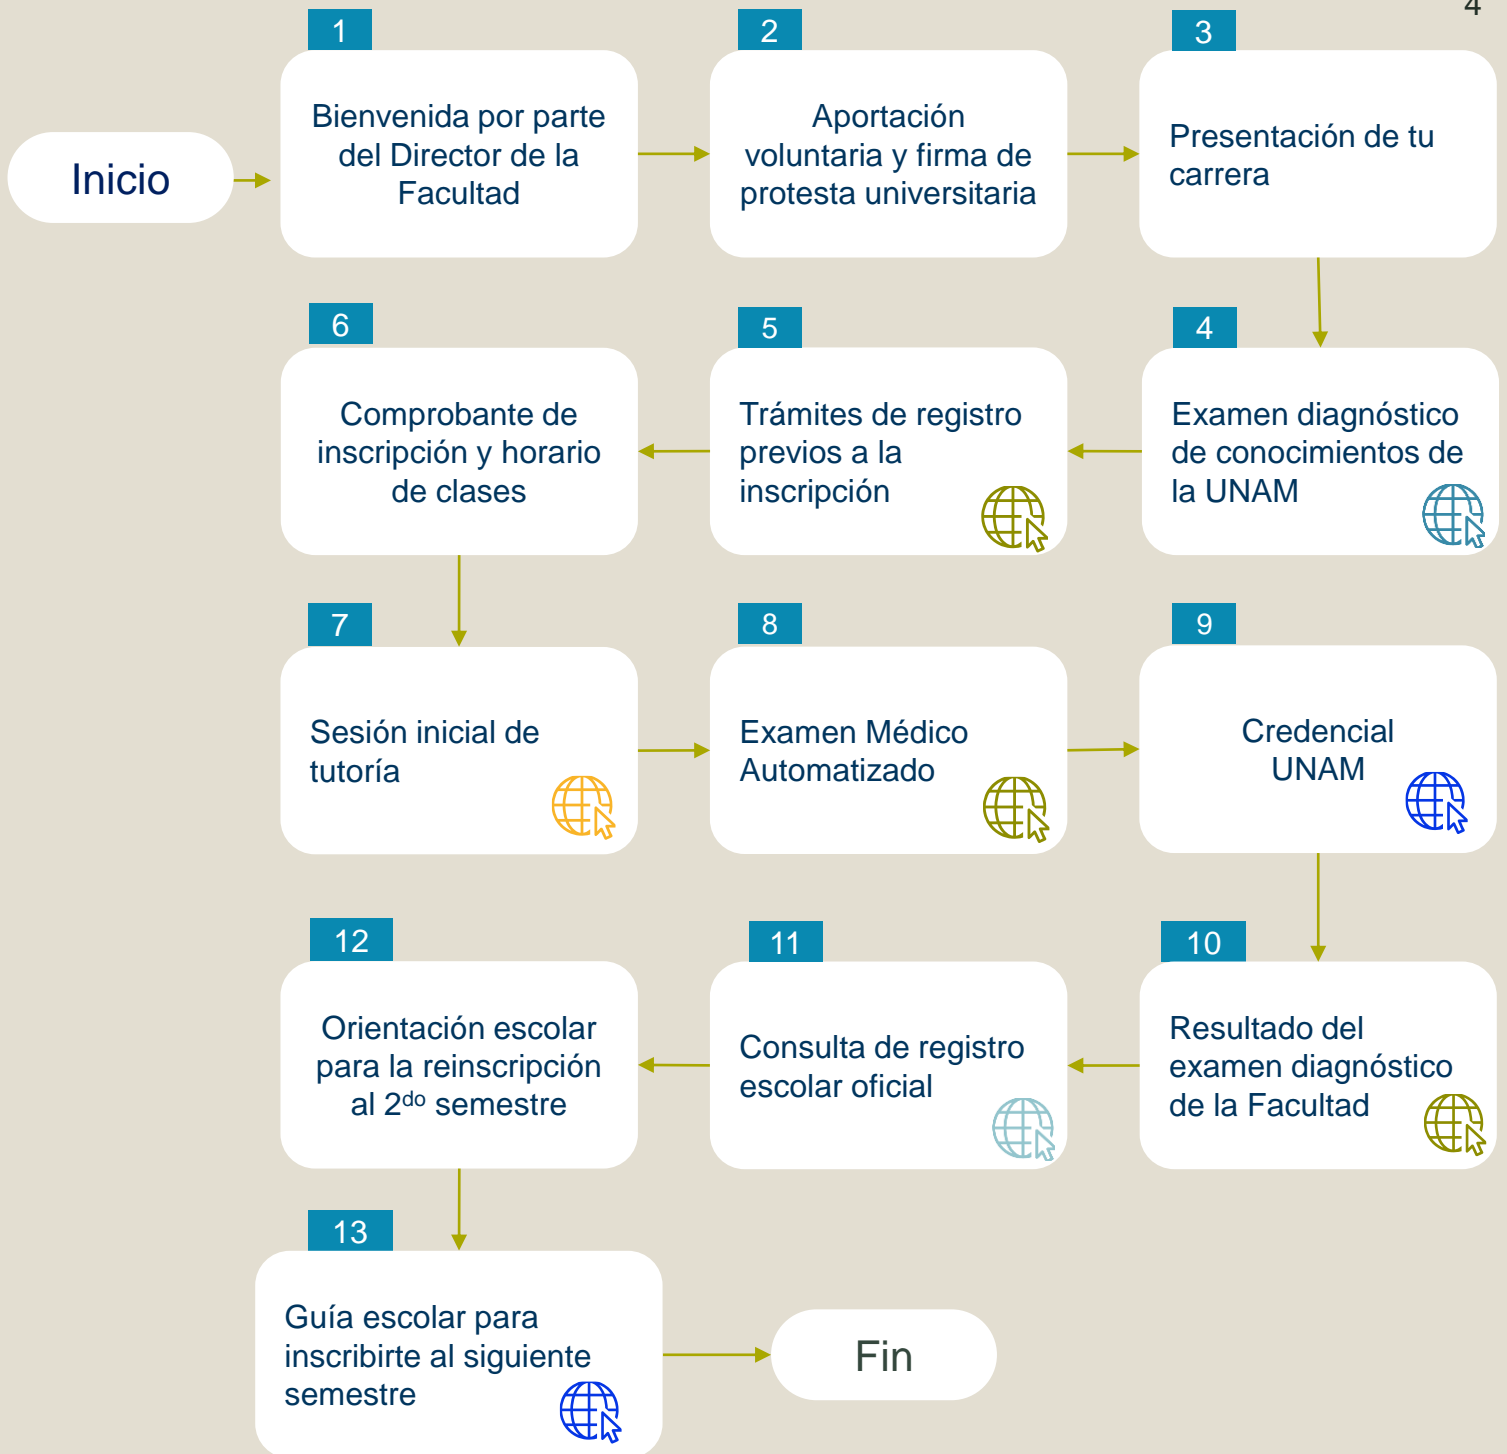 4
Inicio
1
Bienvenida por parte
del Director de la
Facultad
2
Aportación
voluntaria y firma de
protesta universitaria
3
Presentación de tu
carrera
4
Examen diagnóstico
de conocimientos de
la UNAM
5
Trámites de registro
previos a la
inscripción
6
Comprobante de
inscripción y horario
de clases
7
Sesión inicial de
tutoría
8
Examen Médico
Automatizado
9
Credencial
UNAM
10
Resultado del
examen diagnóstico
de la Facultad
11
Consulta de registro
escolar oficial
12
Orientación escolar
para la reinscripción
al 2do semestre
13
Guía escolar para
inscribirte al siguiente
semestre
Fin